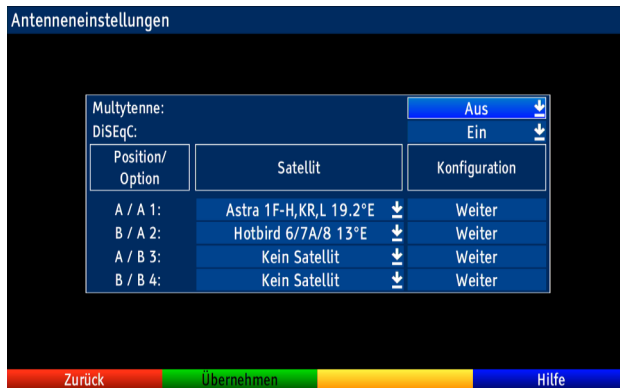 Antenneneinstellungen
Multytenne: Aus
DiSEqC: Ein
Position/
Option
Satellit
Konfiguration
A / A 1: Astra 1F-H,KR,L 19.2°E Weiter
B / A 2: Hotbird 6/7A/8 13°E Weiter
A / B 3: Kein Satellit Weiter
B / B 4: Kein Satellit Weiter
Zurück Übernehmen Hilfe